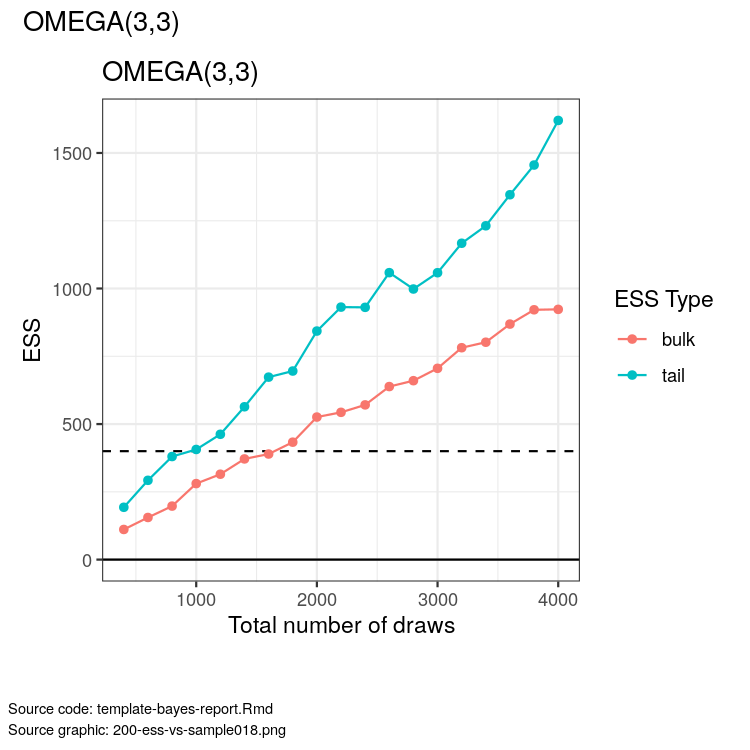 OMEGA(3,3)
OMEGA(3,3)
1500
1000
500
0
ESS
1000 2000 3000 4000
Total number of draws
ESS Type
bulk
tail
Source code: template-bayes-report.Rmd
Source graphic: 200-ess-vs-sample018.png